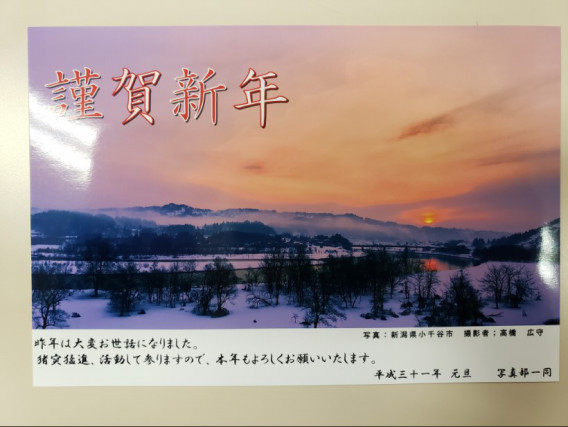 謹賀新年
写真：新潟県小千谷市　撮影者；高橋　広守
昨年は大変お世話になりました。
猪突猛進、活動して参りますので、本年もよろしくお願いいたします。
平成三十一年　元旦　　写真部一同